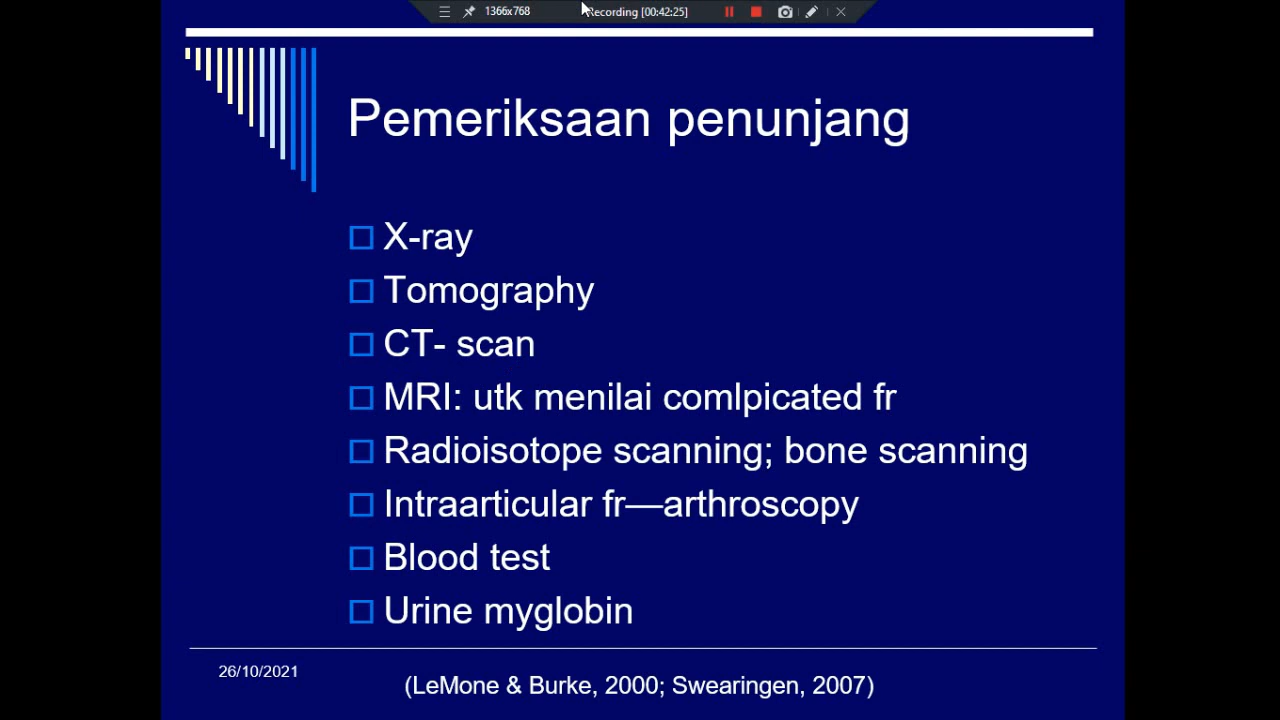 1366x768
Recording [00:42:25]
Pemeriksaan penunjang
X-ray
Tomography
CT- scan
MRI: utk menilai comlpicated fr
Radioisotope scanning; bone scanning
Intraarticular fr—arthroscopy
Blood test
Urine myglobin
26/10/2021
(LeMone & Burke, 2000; Swearingen, 2007)